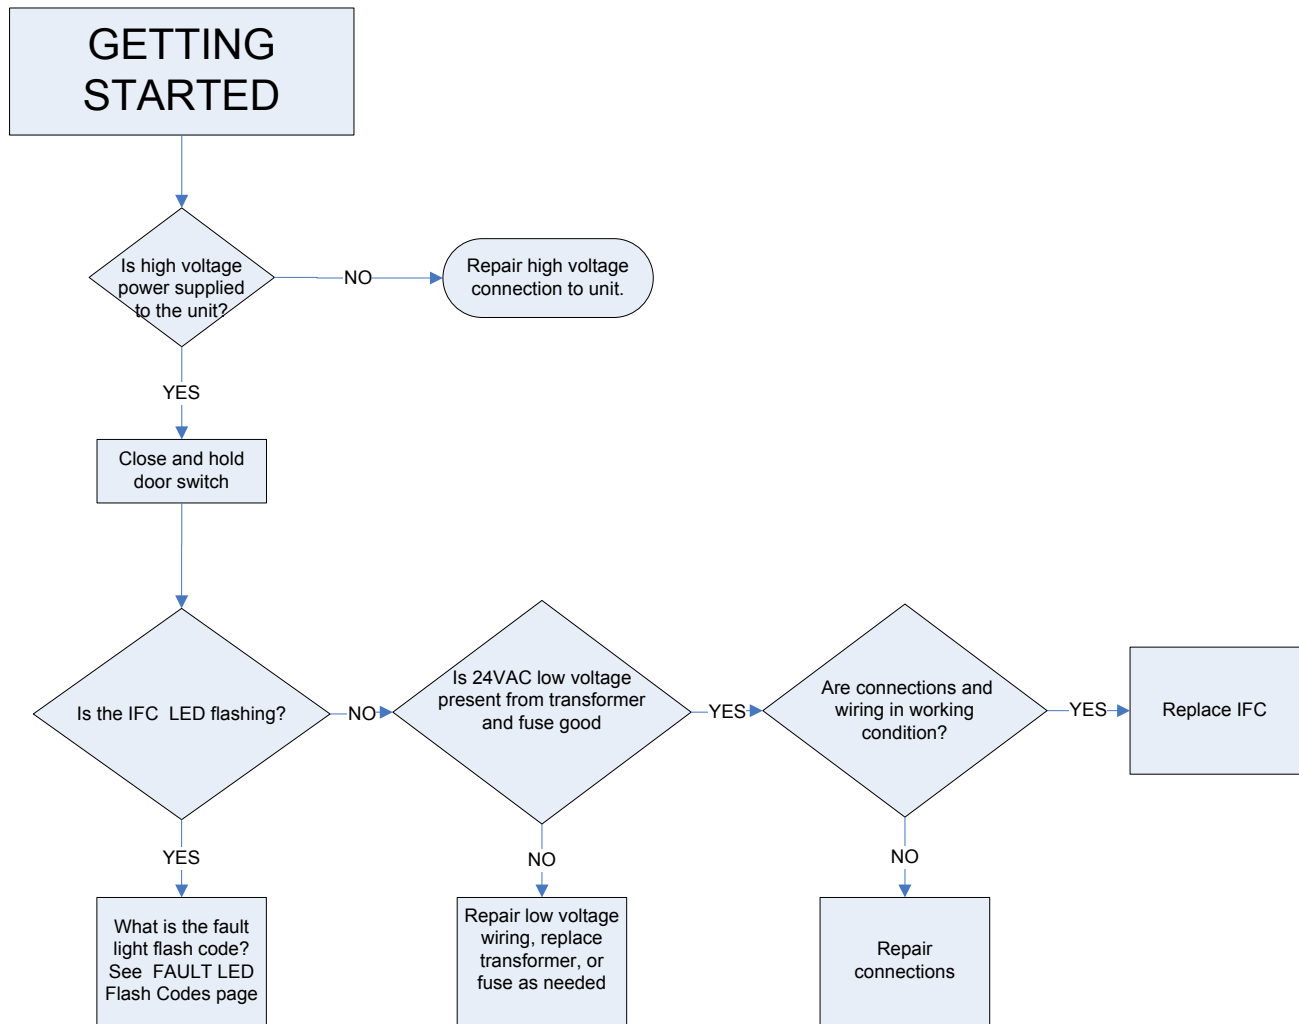 GETTING
STARTED
Is high voltage
power supplied
to the unit?
NO
Repair high voltage
connection to unit.
YES
Close and hold
door switch
Is the IFC  LED flashing?
NO
Is 24VAC low voltage
present from transformer
and fuse good
YES
Are connections and
wiring in working
condition?
YES
Replace IFC
YES
NO
NO
What is the fault
light flash code?
See  FAULT LED
Flash Codes page
Repair low voltage
wiring, replace
transformer, or
fuse as needed
Repair
connections